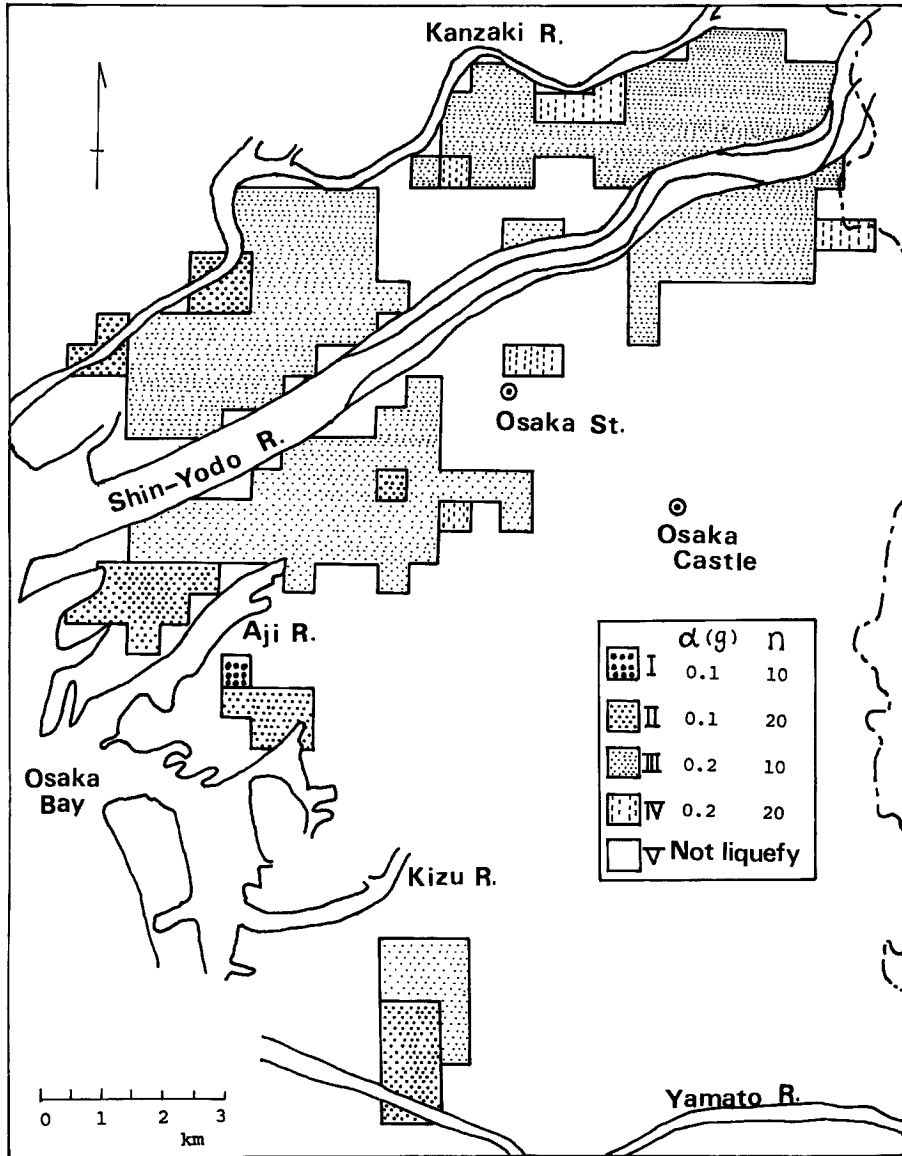 Kanzaki R.
Osaka St.
Shin-Yodo R.
Osaka
Castle
Aji R.
α(g) n
I 0.1 10
II 0.1 20
III 0.2 10
IV 0.2 20
V Not liquefy
Osaka
Bay
Kizu R.
Yamato R.
0 1 2 3
km